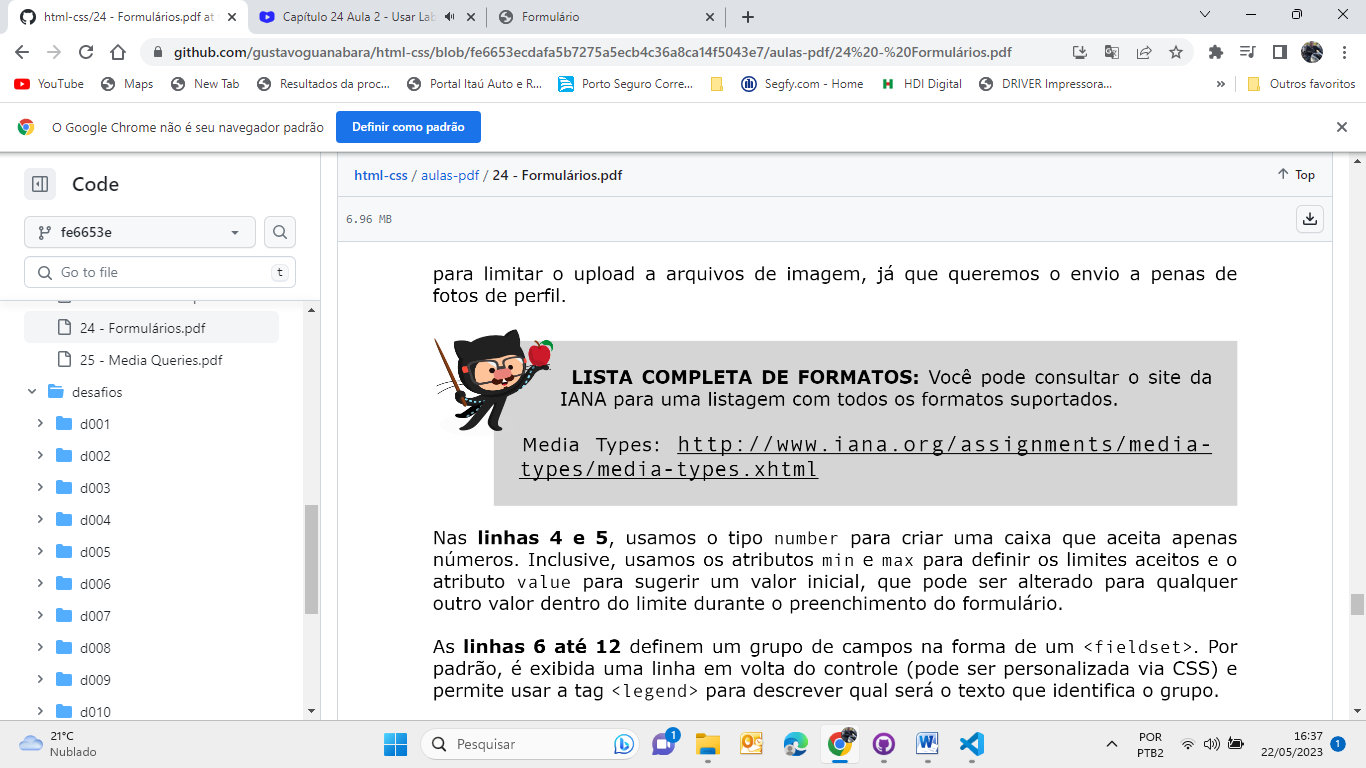 html-css/24 - Formulários.pdf at
Capítulo 24 Aula 2 - Usar Lab
Formulário
github.com/gustavoguanabara/html-css/blob/fe6653ecdafa5b7275a5ecb4c36a8ca14f5043e7/aulas-pdf/24%20-%20Formulários.pdf
YouTube
Maps
New Tab
Resultados da proc...
Portal Itaú Auto e R...
Porto Seguro Corre...
Segfy.com - Home
HDI Digital
DRIVER Impressora...
»
Outros favoritos
O Google Chrome não é seu navegador padrão
Definir como padrão
Code
fe6653e
Go to file
t
24 - Formulários.pdf
25 - Media Queries.pdf
desafios
d001
d002
d003
d004
d005
d006
d007
d008
d009
d010
html-css / aulas-pdf / 24 - Formulários.pdf
Top
6.96 MB
para limitar o upload a arquivos de imagem, já que queremos o envio a penas de
fotos de perfil.
LISTA COMPLETA DE FORMATOS: Você pode consultar o site da
IANA para uma listagem com todos os formatos suportados.
Media Types: http://www.iana.org/assignments/media-
types/media-types.xhtml
Nas linhas 4 e 5, usamos o tipo number para criar uma caixa que aceita apenas
números. Inclusive, usamos os atributos min e max para definir os limites aceitos e o
atributo value para sugerir um valor inicial, que pode ser alterado para qualquer
outro valor dentro do limite durante o preenchimento do formulário.
As linhas 6 até 12 definem um grupo de campos na forma de um <fieldset>. Por
padrão, é exibida uma linha em volta do controle (pode ser personalizada via CSS) e
permite usar a tag <legend> para descrever qual será o texto que identifica o grupo.
21°C
Nublado
Pesquisar
1
POR
PTB2
16:37
22/05/2023
1